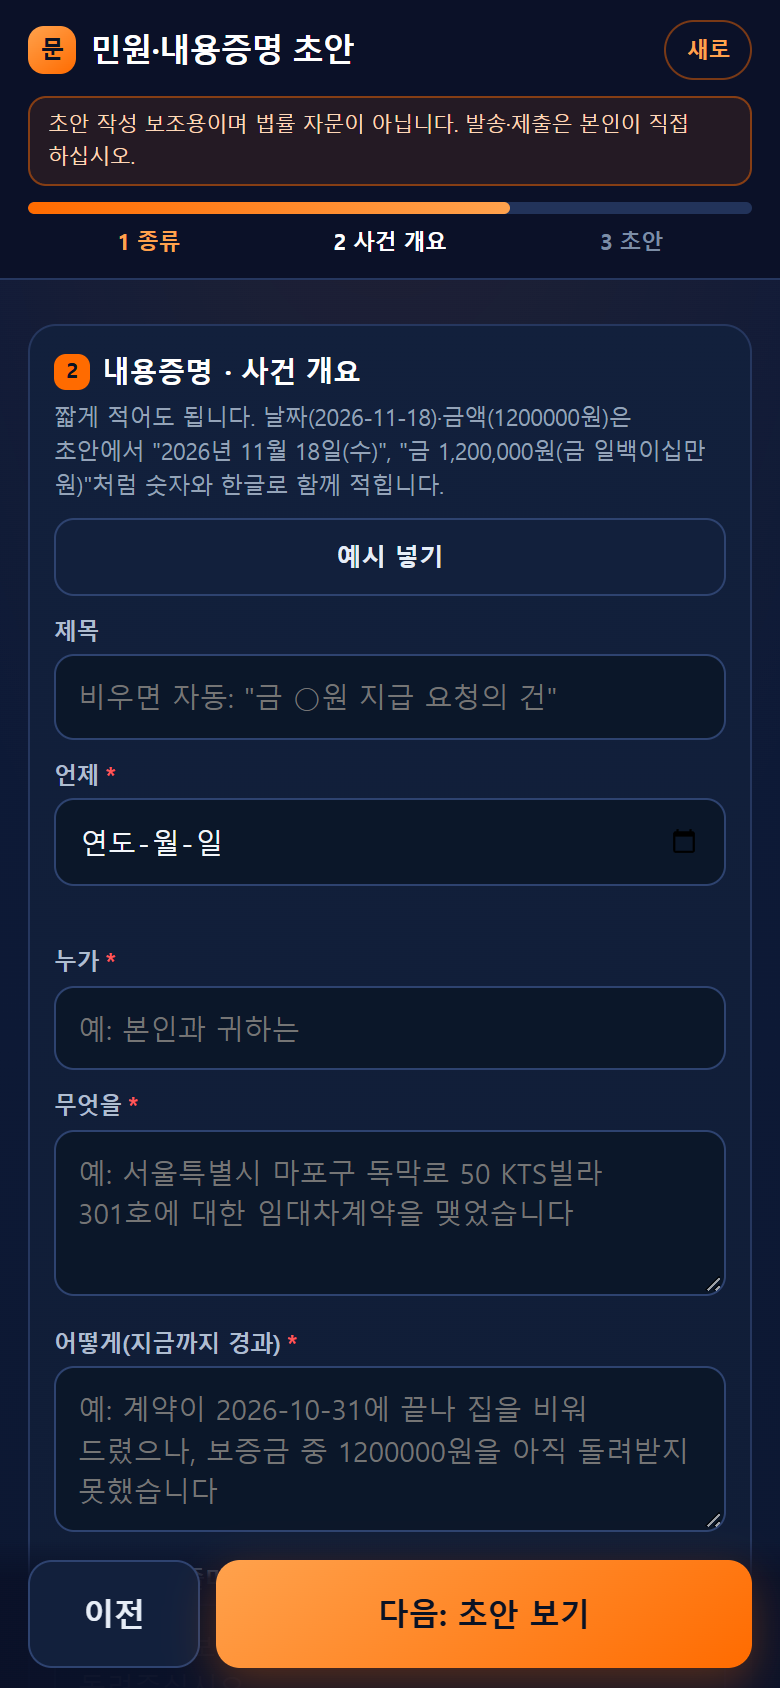 문 민원·내용증명 초안 새로
초안 작성 보조용이며 법률 자문이 아닙니다. 발송·제출은 본인이 직접
하십시오.
1 종류 2 사건 개요 3 초안
2 내용증명 · 사건 개요
짧게 적어도 됩니다. 날짜(2026-11-18)·금액(1200000원)은
초안에서 "2026년 11월 18일(수)", "금 1,200,000원(금 일백이십만
원)"처럼 숫자와 한글로 함께 적힙니다.
예시 넣기
제목
비우면 자동: "금 ○원 지급 요청의 건"
언제 *
연도-월-일
누가 *
예: 본인과 귀하는
무엇을 *
예: 서울특별시 마포구 독막로 50 KTS빌라
301호에 대한 임대차계약을 맺었습니다
어떻게(지금까지 경과) *
예: 계약이 2026-10-31에 끝나 집을 비워
드렸으나, 보증금 중 1200000원을 아직 돌려받지
못했습니다
이전 다음: 초안 보기